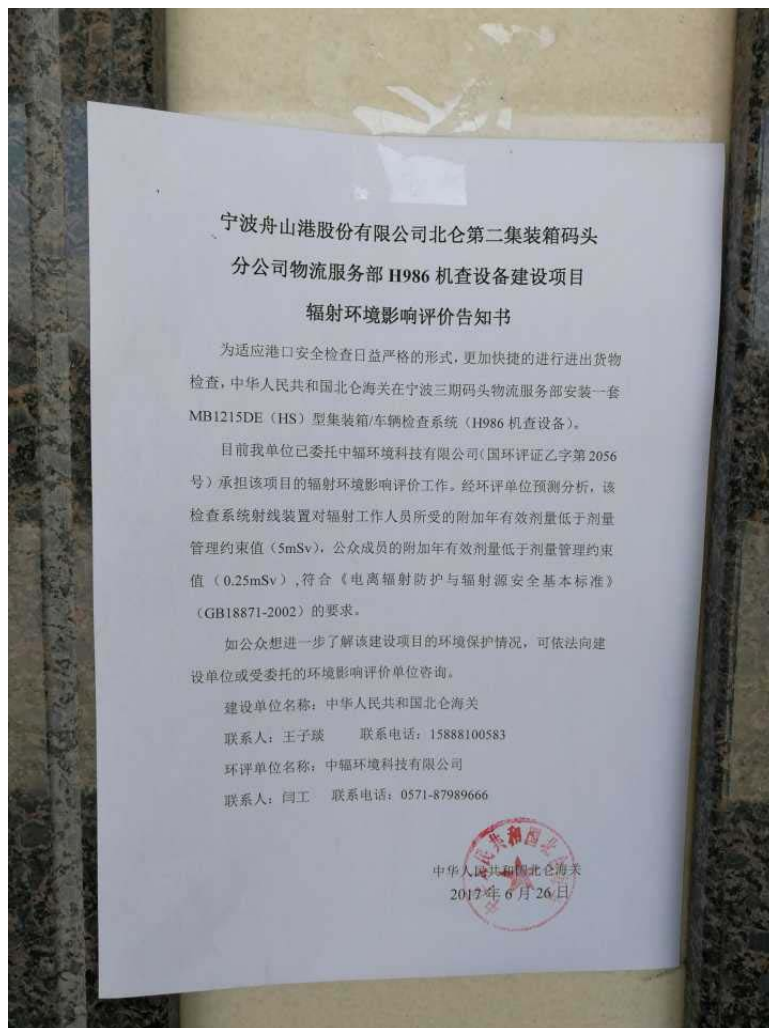 宁波舟山港股份有限公司北仑第二集装箱码头
分公司物流服务部 H986 机查设备建设项目
辐射环境影响评价告知书
为适应港口安全检查日益严格的形式，更加快捷的进行进出货物
检查，中华人民共和国北仑海关在宁波三期码头物流服务部安装一套
MB1215DE（HS）型集装箱/车辆检查系统（H986 机查设备）。
目前我单位已委托中辐环境科技有限公司（国环评证乙字第 2056
号）承担该项目的辐射环境影响评价工作。经环评单位预测分析，该
检查系统射线装置对辐射工作人员所受的附加年有效剂量低于剂量
管理约束值（5mSv），公众成员的附加年有效剂量低于剂量管理约束
值（0.25mSv）,符合《电离辐射防护与辐射源安全基本标准》
（GB18871-2002）的要求。
如公众想进一步了解该建设项目的环境保护情况，可依法向建
设单位或受委托的环境影响评价单位咨询。
建设单位名称：中华人民共和国北仑海关
联系人：王子琰 联系电话：15888100583
环评单位名称：中辐环境科技有限公司
联系人：闫工 联系电话：0571-87989666
中华人民共和国北仑海关
2017 年 6 月 26 日